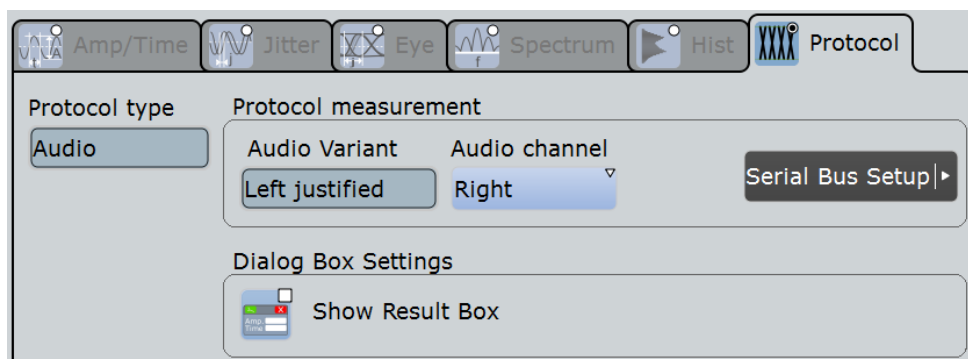 Amp/Time Jitter Eye Spectrum Hist Protocol
Protocol type Protocol measurement
Audio Audio Variant Audio channel
Left justified Right Serial Bus Setup
Dialog Box Settings
Show Result Box